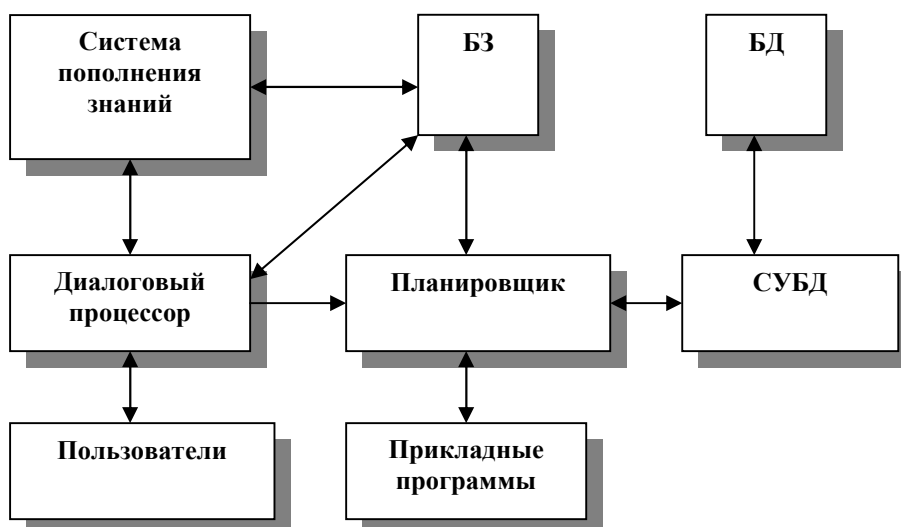 Система
пополнения
знаний
БЗ
БД
Диалоговый
процессор
Планировщик
СУБД
Пользователи
Прикладные
программы